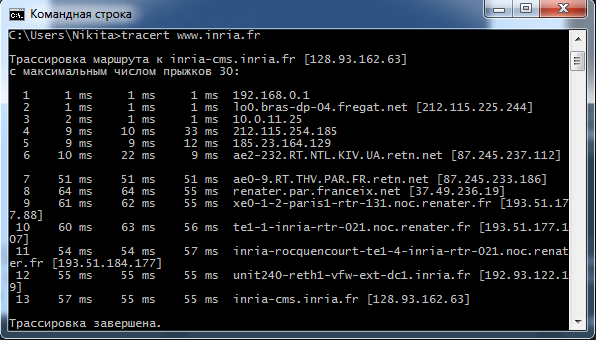 Командная строка
C:\Users\Nikita>tracert www.inria.fr
Трассировка маршрута к inria-cms.inria.fr [128.93.162.63]
с максимальным числом прыжков 30:
1 1 ms 1 ms 1 ms 192.168.0.1
2 1 ms 1 ms 1 ms lo0.bras-dp-04.fregat.net [212.115.225.244]
3 2 ms 1 ms 1 ms 10.0.11.25
4 9 ms 10 ms 33 ms 212.115.254.185
5 9 ms 9 ms 12 ms 185.23.164.129
6 10 ms 22 ms 9 ms ae2-232.RT.NTL.KIV.UA.retn.net [87.245.237.112]
7 51 ms 51 ms 51 ms ae0-9.RT.THV.PAR.FR.retn.net [87.245.233.186]
8 64 ms 64 ms 55 ms renater.par.franceix.net [37.49.236.19]
9 61 ms 62 ms 55 ms xe0-1-2-paris1-rtr-131.noc.renater.fr [193.51.17
7.88]
10 60 ms 63 ms 56 ms te1-1-inria-rtr-021.noc.renater.fr [193.51.177.1
07]
11 54 ms 54 ms 57 ms inria-rocquencourt-te1-4-inria-rtr-021.noc.renat
er.fr [193.51.184.177]
12 55 ms 55 ms 55 ms unit240-reth1-vfw-ext-dc1.inria.fr [192.93.122.1
9]
13 57 ms 55 ms 55 ms inria-cms.inria.fr [128.93.162.63]
Трассировка завершена.